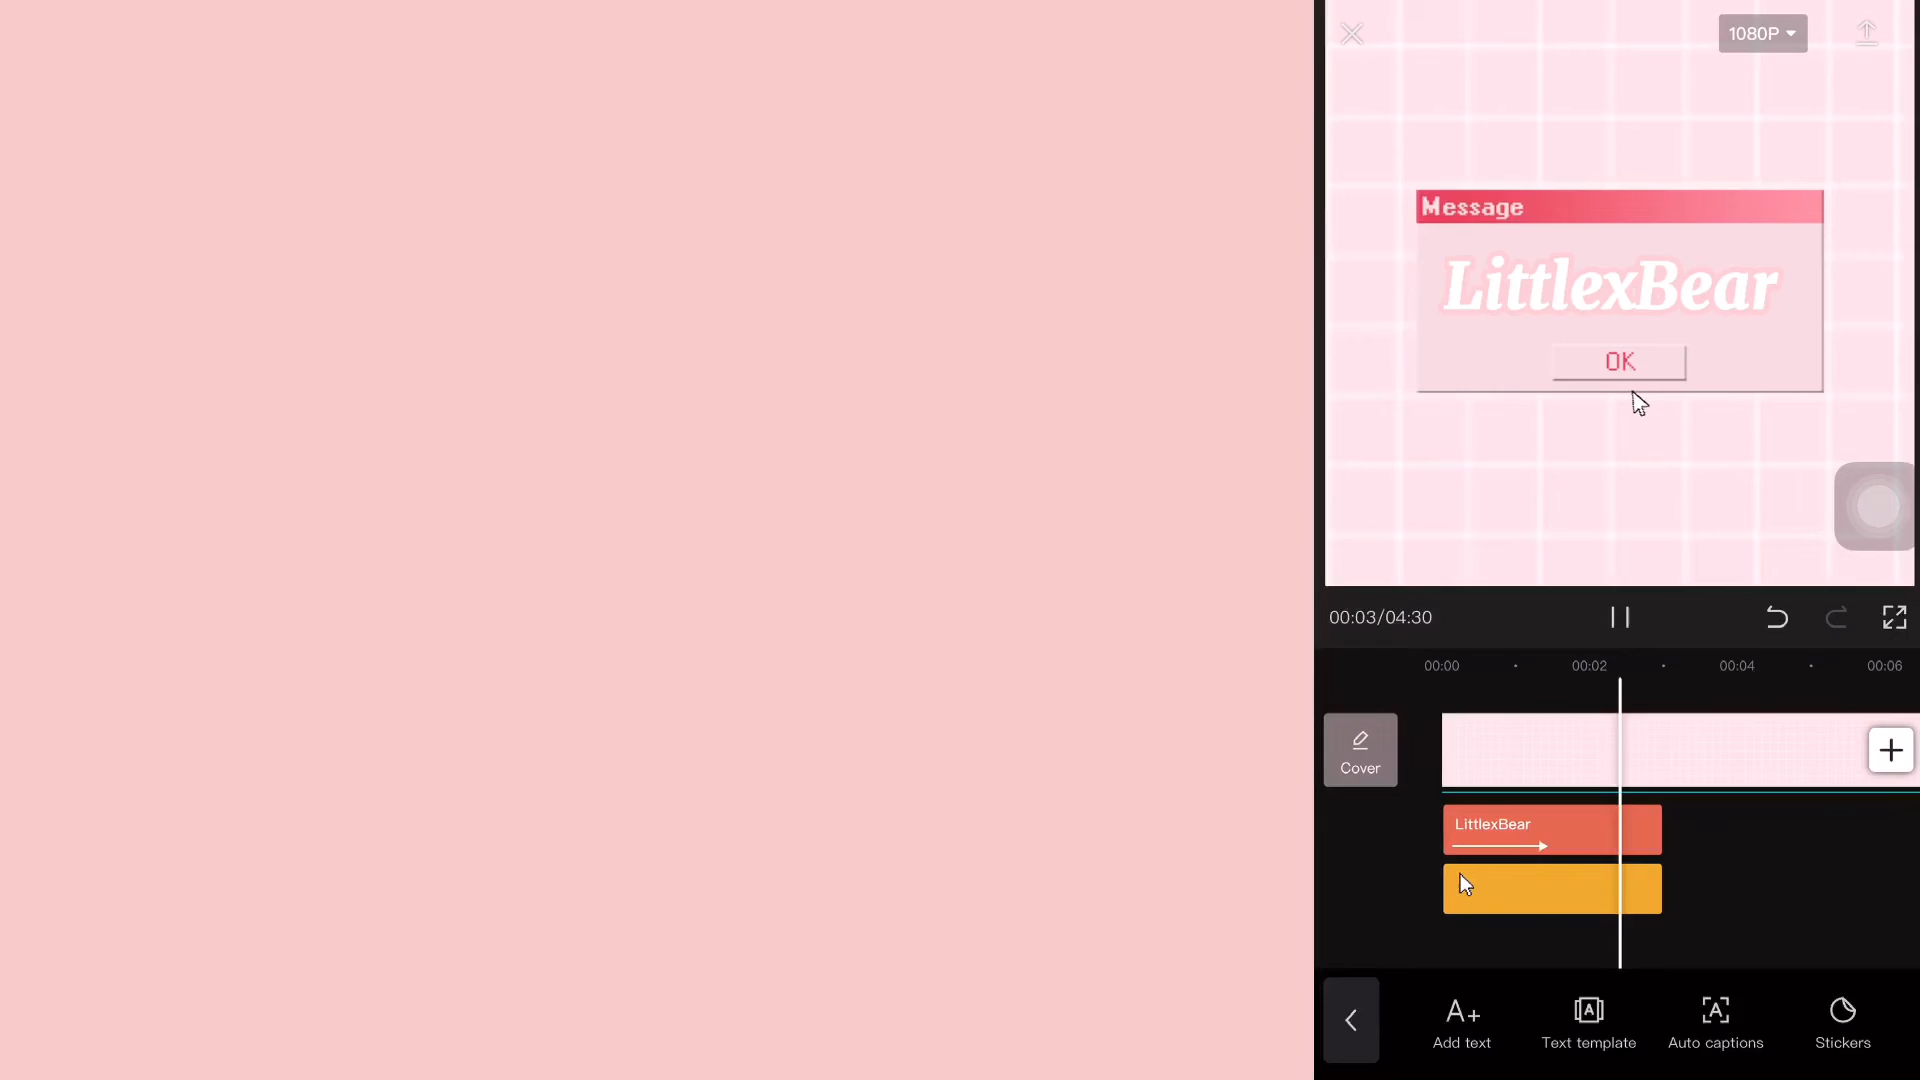 1080P
Message
LittlexBear
OK
00:03/04:30
00:00 00:02 00:04 00:06
Cover
LittlexBear
Add text Text template Auto captions Stickers